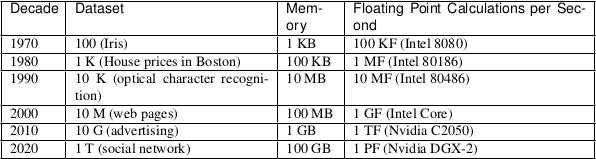 Decade Dataset Mem- Floating Point Calculations per Sec-
ory ond
1970 100 (Iris) 1 KB 100 KF (Intel 8080)
1980 1 K (House prices in Boston) 100 KB 1 MF (Intel 80186)
1990 10 K (optical character recogni- 10 MB 10 MF (Intel 80486)
tion)
2000 10 M (web pages) 100 MB 1 GF (Intel Core)
2010 10 G (advertising) 1 GB 1 TF (Nvidia C2050)
2020 1 T (social network) 100 GB 1 PF (Nvidia DGX-2)